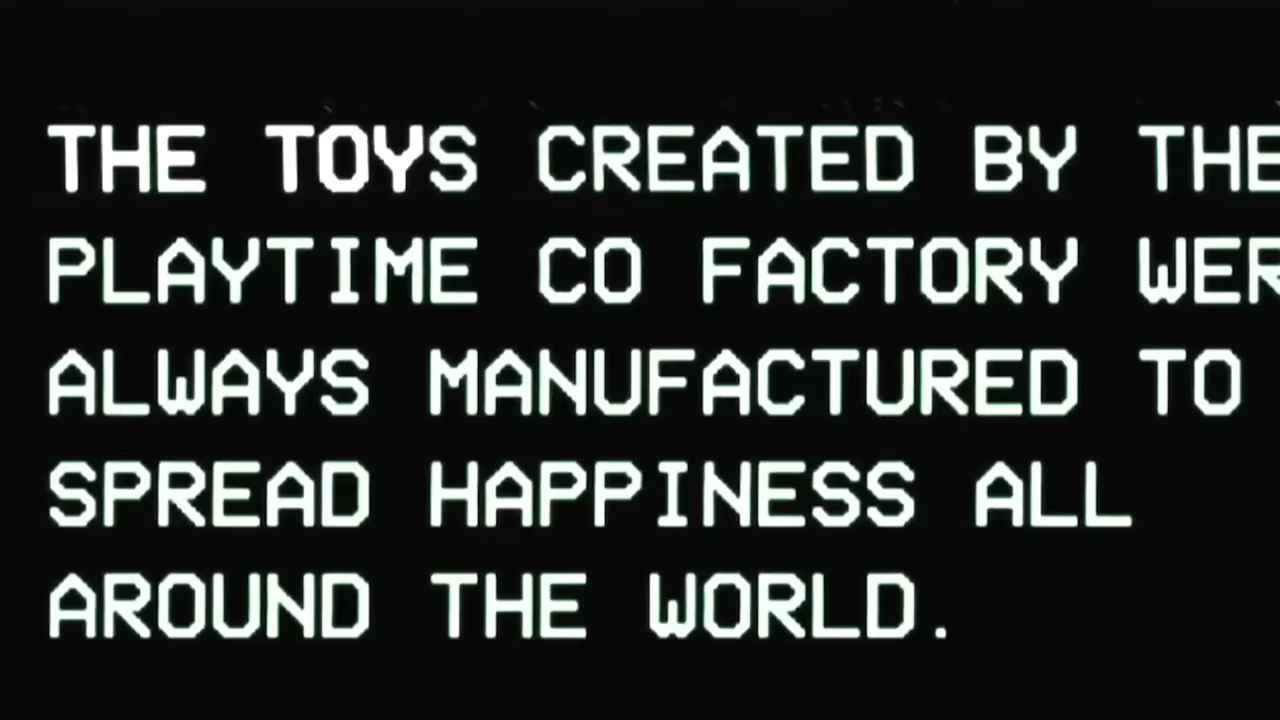 THE TOYS CREATED BY THE
PLAYTIME CO FACTORY WER
ALWAYS MANUFACTURED TO
SPREAD HAPPINESS ALL
AROUND THE WORLD.